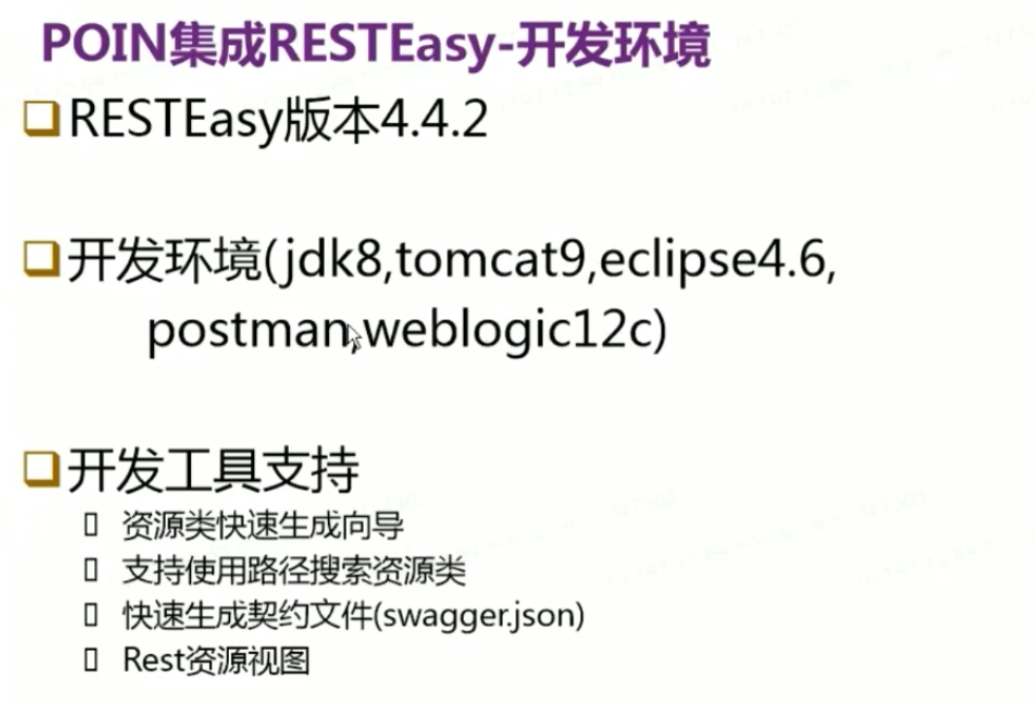 POIN集成RESTEasy-开发环境
RESTEasy版本4.4.2
开发环境(jdk8,tomcat9,eclipse4.6,
postman,weblogic12c)
开发工具支持
资源类快速生成向导
支持使用路径搜索资源类
快速生成契约文件(swagger.json)
Rest资源视图